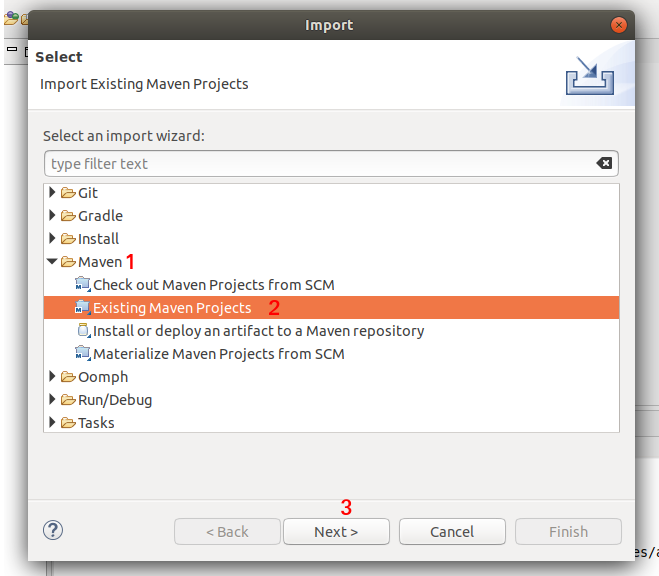 Import
Select
Import Existing Maven Projects
Select an import wizard:
type filter text
Git
Gradle
Install
Maven 1
Check out Maven Projects from SCM
Existing Maven Projects 2
Install or deploy an artifact to a Maven repository
Materialize Maven Projects from SCM
Oomph
Run/Debug
Tasks
3
? < Back Next > Cancel Finish
es/a